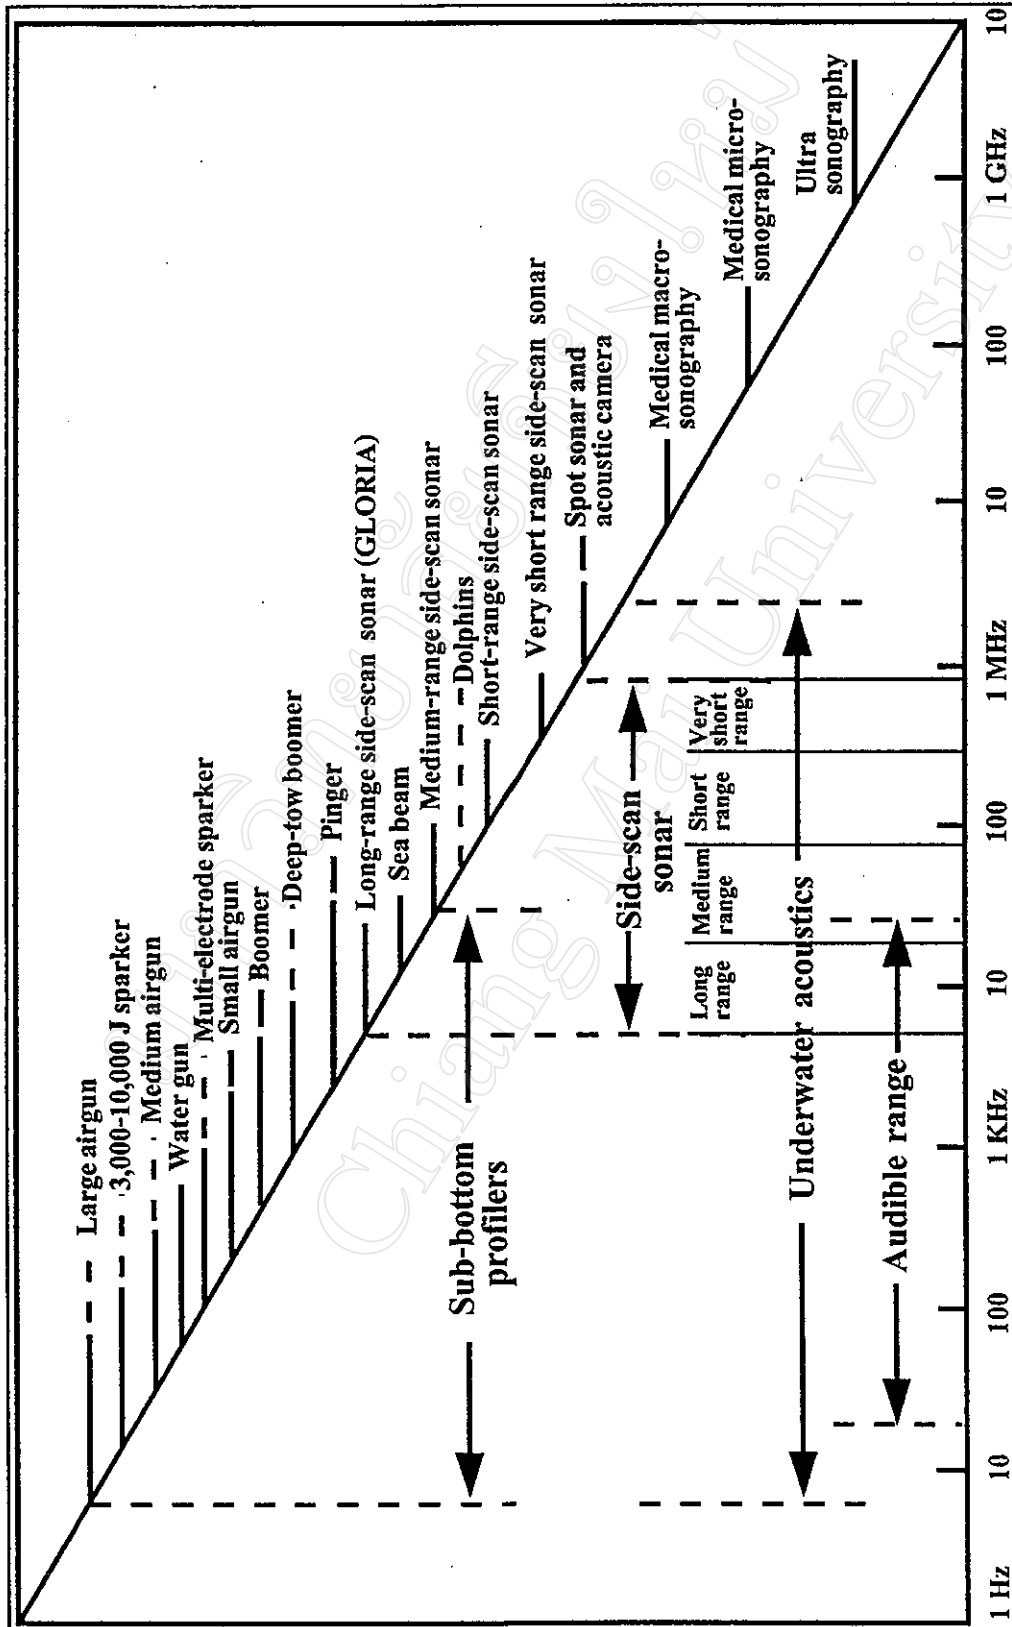 Large airgun
3,000-10,000 J sparker
Medium airgun
Water gun
Multi-electrode sparker
Small airgun
Boomer
Deep-tow boomer
Pinger
Long-range side-scan sonar (GLORIA)
Sea beam
Medium-range side-scan sonar
Dolphins
Short-range side-scan sonar
Very short range side-scan sonar
Spot sonar and
acoustic camera
Medical macro-
sonography
Medical micro-
sonography
Ultra
sonography
Sub-bottom
profilers
Side-scan
sonar
Long
range
Medium
range
Short
range
Very
short
range
Underwater acoustics
Audible range
1 Hz
10
100
1 KHz
10
100
1 MHz
10
100
1 GHz
10
Chiang Mai University